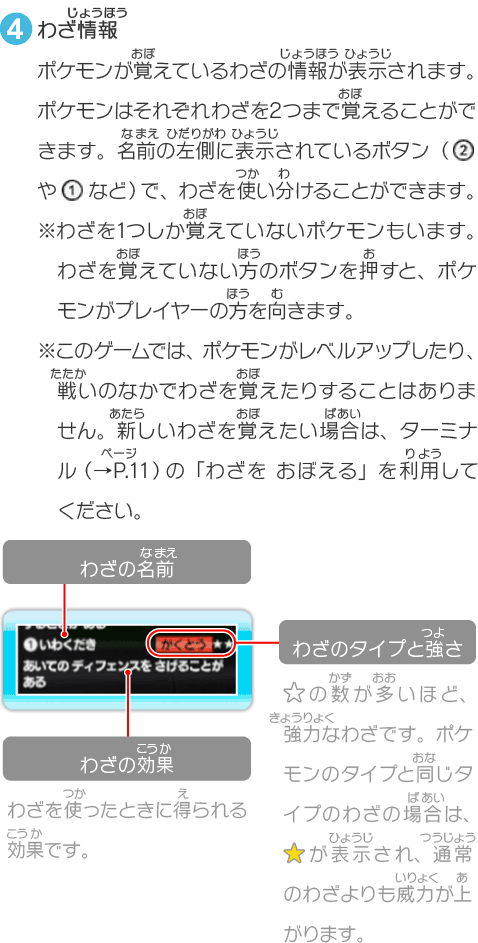 4 わざ情報
ポケモンが覚えているわざの情報が表示されます。
ポケモンはそれぞれわざを2つまで覚えることがで
きます。名前の左側に表示されているボタン（②
や①など）で、わざを使い分けることができます。
※わざを1つしか覚えていないポケモンもいます。
わざを覚えていない方のボタンを押すと、ポケ
モンがプレイヤーの方を向きます。
※このゲームでは、ポケモンがレベルアップしたり、
戦いのなかでわざを覚えたりすることはありま
せん。新しいわざを覚えたい場合は、ターミナ
ル（→P.11）の「わざを おぼえる」を利用して
ください。
わざの名前
❶いわくだき かくとう ★★
あいての ディフェンスを さげることが
ある
わざの効果
わざを使ったときに得られる
効果です。
わざのタイプと強さ
☆の数が多いほど、
強力なわざです。ポケ
モンのタイプと同じタ
イプのわざの場合は、
★が表示され、通常
のわざよりも威力が上
がります。